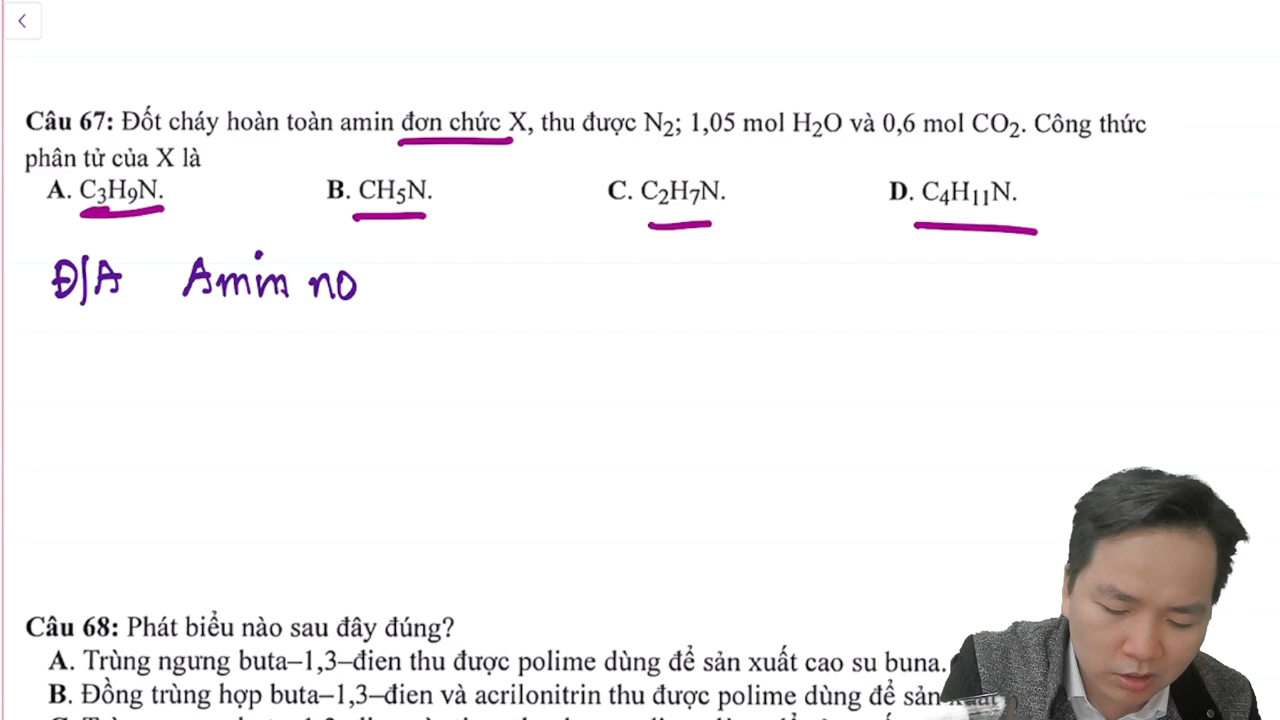 Câu 67: Đốt cháy hoàn toàn amin đơn chức X, thu được N2; 1,05 mol H2O và 0,6 mol CO2. Công thức
phân tử của X là
A. C3H9N. B. CH5N. C. C2H7N. D. C4H11N.
Đ/A Amin no
Câu 68: Phát biểu nào sau đây đúng?
A. Trùng ngưng buta–1,3–đien thu được polime dùng để sản xuất cao su buna.
B. Đồng trùng hợp buta–1,3–đien và acrilonitrin thu được polime dùng để sản xuất